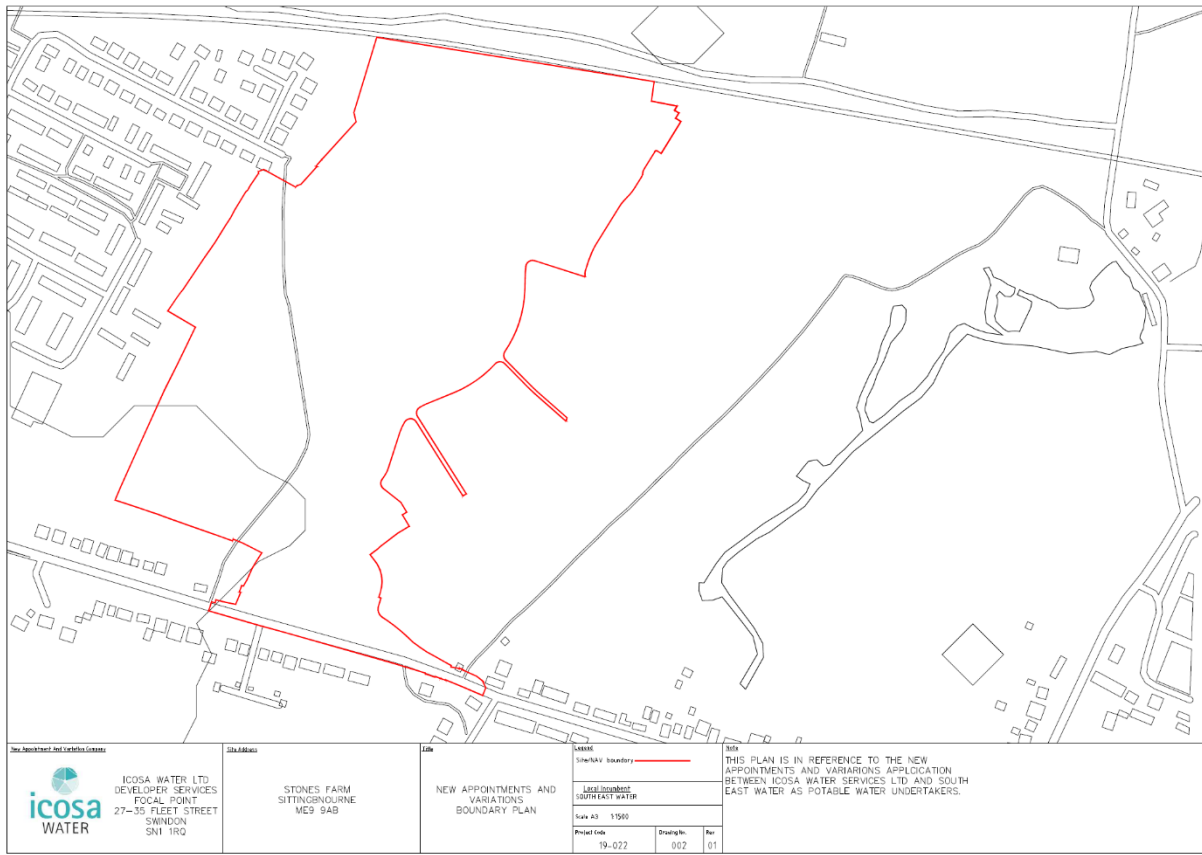 New Appointment And Variation Company
icosa
WATER
ICOSA WATER LTD
DEVELOPER SERVICES
FOCAL POINT
27-35 FLEET STREET
SWINDON
SN1 1RQ
Site Address
STONES FARM
SITTINGBNOURNE
ME9 9AB
Title
NEW APPOINTMENTS AND
VARIATIONS
BOUNDARY PLAN
Legend
Site/NAV boundary
Local Incumbent
SOUTH EAST WATER
Scale A3 1:1500
Project Code
19-022
Drawing No.
002
Rev
01
Note
THIS PLAN IS IN REFERENCE TO THE NEW
APPOINTMENTS AND VARIARIONS APPLCICATION
BETWEEN ICOSA WATER SERVICES LTD AND SOUTH
EAST WATER AS POTABLE WATER UNDERTAKERS.